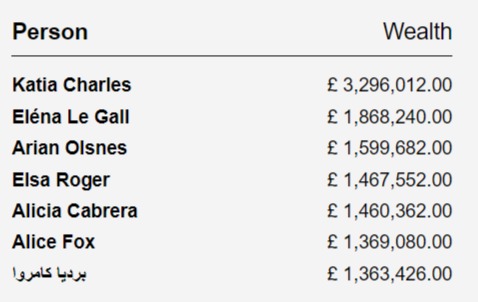 Person Wealth
Katia Charles £ 3,296,012.00
Eléna Le Gall £ 1,868,240.00
Arian Olsnes £ 1,599,682.00
Elsa Roger £ 1,467,552.00
Alicia Cabrera £ 1,460,362.00
Alice Fox £ 1,369,080.00
بردیا کامروا £ 1,363,426.00